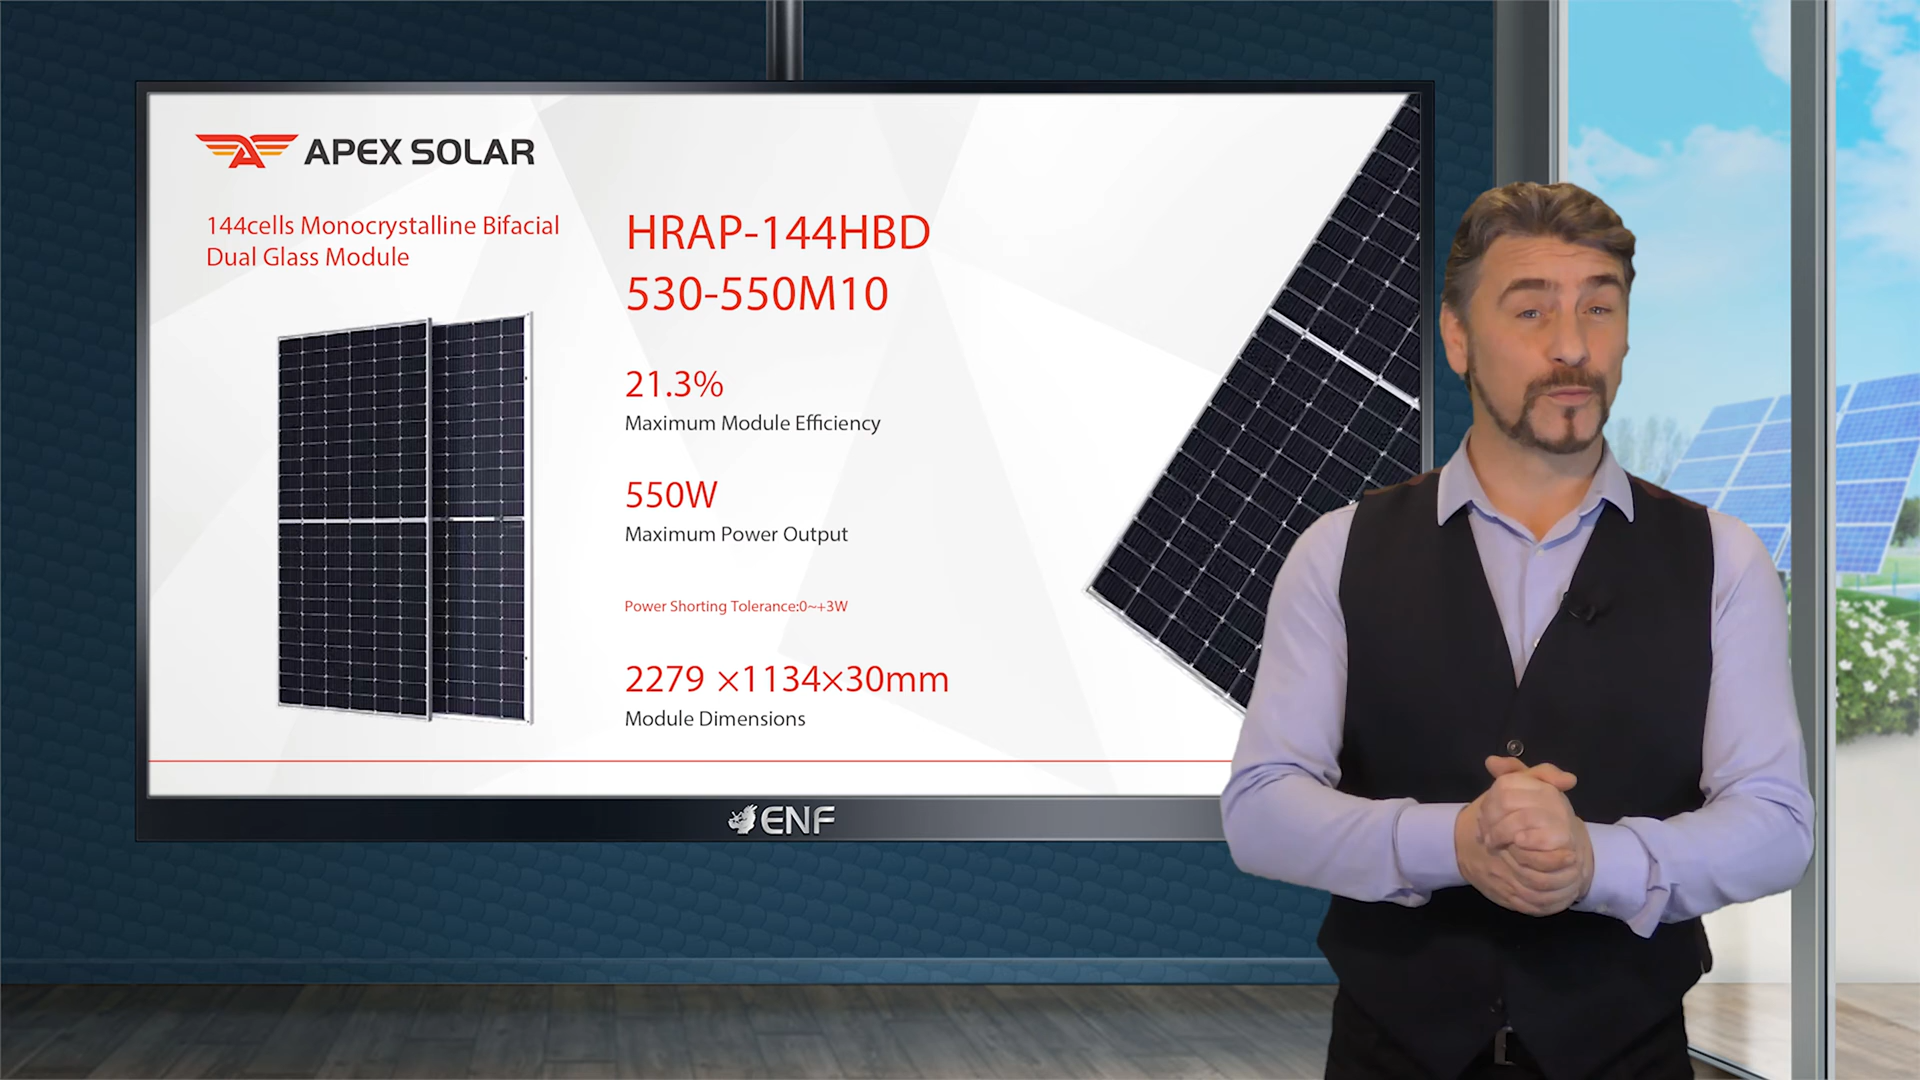 APEX SOLAR
144cells Monocrystalline Bifacial
Dual Glass Module
HRAP-144HBD
530-550M10
21.3%
Maximum Module Efficiency
550W
Maximum Power Output
Power Shorting Tolerance:0~+3W
2279 ×1134×30mm
Module Dimensions
ENF